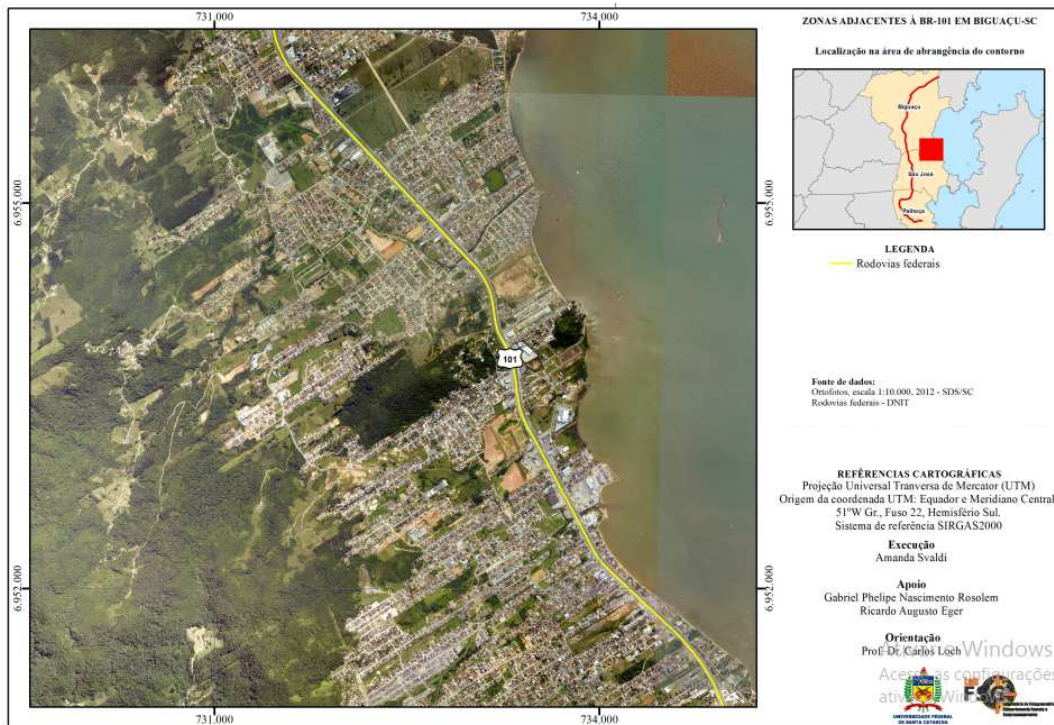 731.000
734.000
6.955.000
6.955.000
101
6.952.000
6.952.000
731.000
734.000
ZONAS ADJACENTES À BR-101 EM BIGUAÇU-SC
Localização na área de abrangência do contorno
Biguaçu
São José
Palhoça
LEGENDA
Rodovias federais
Fonte de dados:
Ortofotos, escala 1:10.000, 2012 - SDS/SC
Rodovias federais - DNIT
REFÊRENCIAS CARTOGRÁFICAS
Projeção Universal Tranversa de Mercator (UTM)
Origem da coordenada UTM: Equador e Meridiano Central
51ºW Gr., Fuso 22, Hemisfério Sul.
Sistema de referência SIRGAS2000
Execução
Amanda Svaldi
Apoio
Gabriel Phelipe Nascimento Rosolem
Ricardo Augusto Eger
Orientação
Prof. Dr. Carlos Loch
Windows
as configurações
UNIVERSIDADE FEDERAL
DE SANTA CATARINA